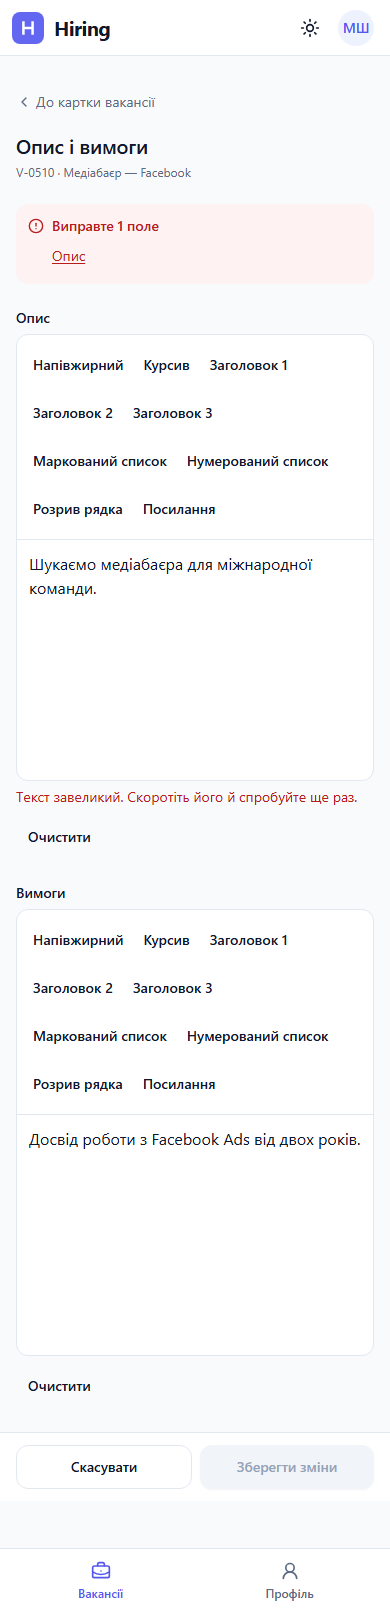 H Hiring
МШ
До картки вакансії
Опис і вимоги
V-0510 · Медіабаєр — Facebook
Виправте 1 поле
Опис
Опис
Напівжирний Курсив Заголовок 1
Заголовок 2 Заголовок 3
Маркований список Нумерований список
Розрив рядка Посилання
Шукаємо медіабаєра для міжнародної
команди.
Текст завеликий. Скоротіть його й спробуйте ще раз.
Очистити
Вимоги
Напівжирний Курсив Заголовок 1
Заголовок 2 Заголовок 3
Маркований список Нумерований список
Розрив рядка Посилання
Досвід роботи з Facebook Ads від двох років.
Очистити
Скасувати Зберегти зміни
Вакансії Профіль